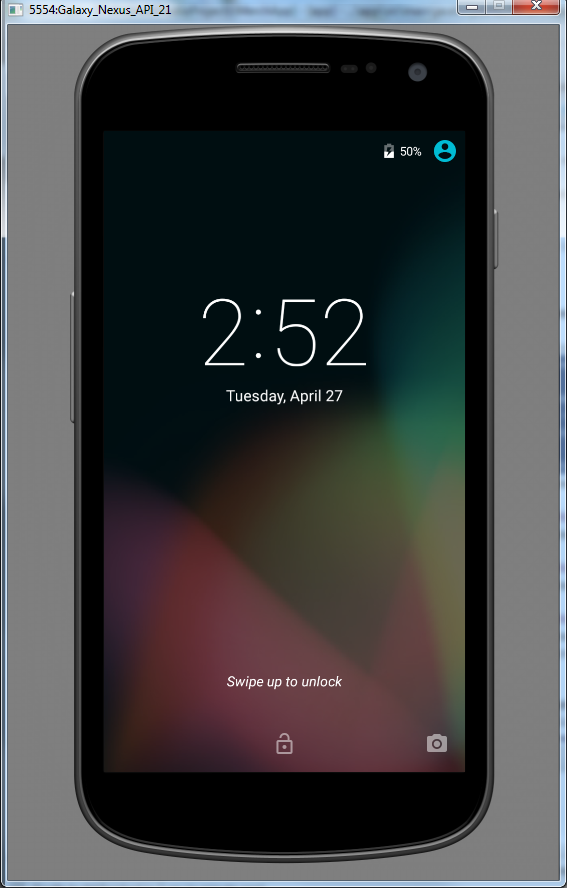 5554:Galaxy_Nexus_API_21
50%
2:52
Tuesday, April 27
Swipe up to unlock